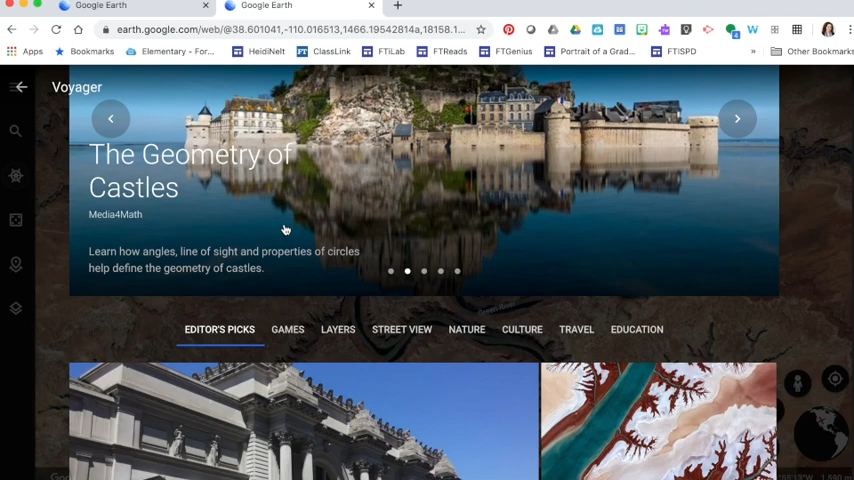 Google Earth
Google Earth
earth.google.com/web/@38.601041,-110.016513,1466.19542814a,18158.1...
Apps
Bookmarks
Elementary - For...
HeidiNeltnerLibr...
ClassLink
FTiLab
FTReads
FTGenius
Portrait of a Grad...
FTISPD
»
Other Bookmarks
Voyager
The Geometry of
Castles
Media4Math
Learn how angles, line of sight and properties of circles
help define the geometry of castles.
EDITOR'S PICKS
GAMES
LAYERS
STREET VIEW
NATURE
CULTURE
TRAVEL
EDUCATION